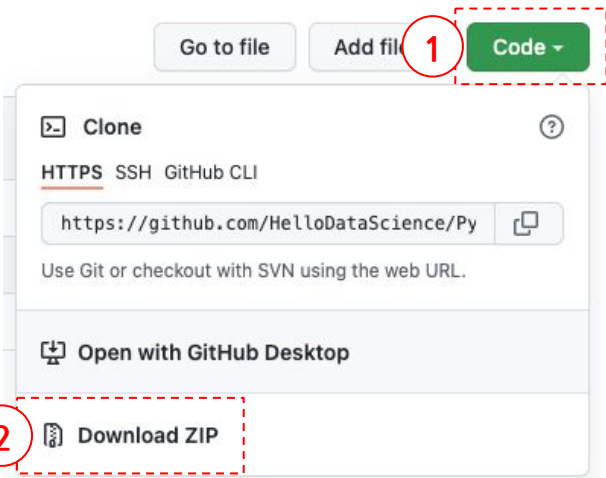 Go to file
Add fil
1
Code
Clone
HTTPS SSH GitHub CLI
https://github.com/HelloDataScience/Py
Use Git or checkout with SVN using the web URL.
Open with GitHub Desktop
2
Download ZIP